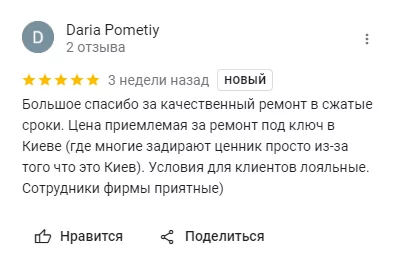 D
Daria Pometiy
2 отзыва
3 недели назад НОВЫЙ
Большое спасибо за качественный ремонт в сжатые
сроки. Цена приемлемая за ремонт под ключ в
Киеве (где многие задирают ценник просто из-за
того что это Киев). Условия для клиентов лояльные.
Сотрудники фирмы приятные)
Нравится Поделиться